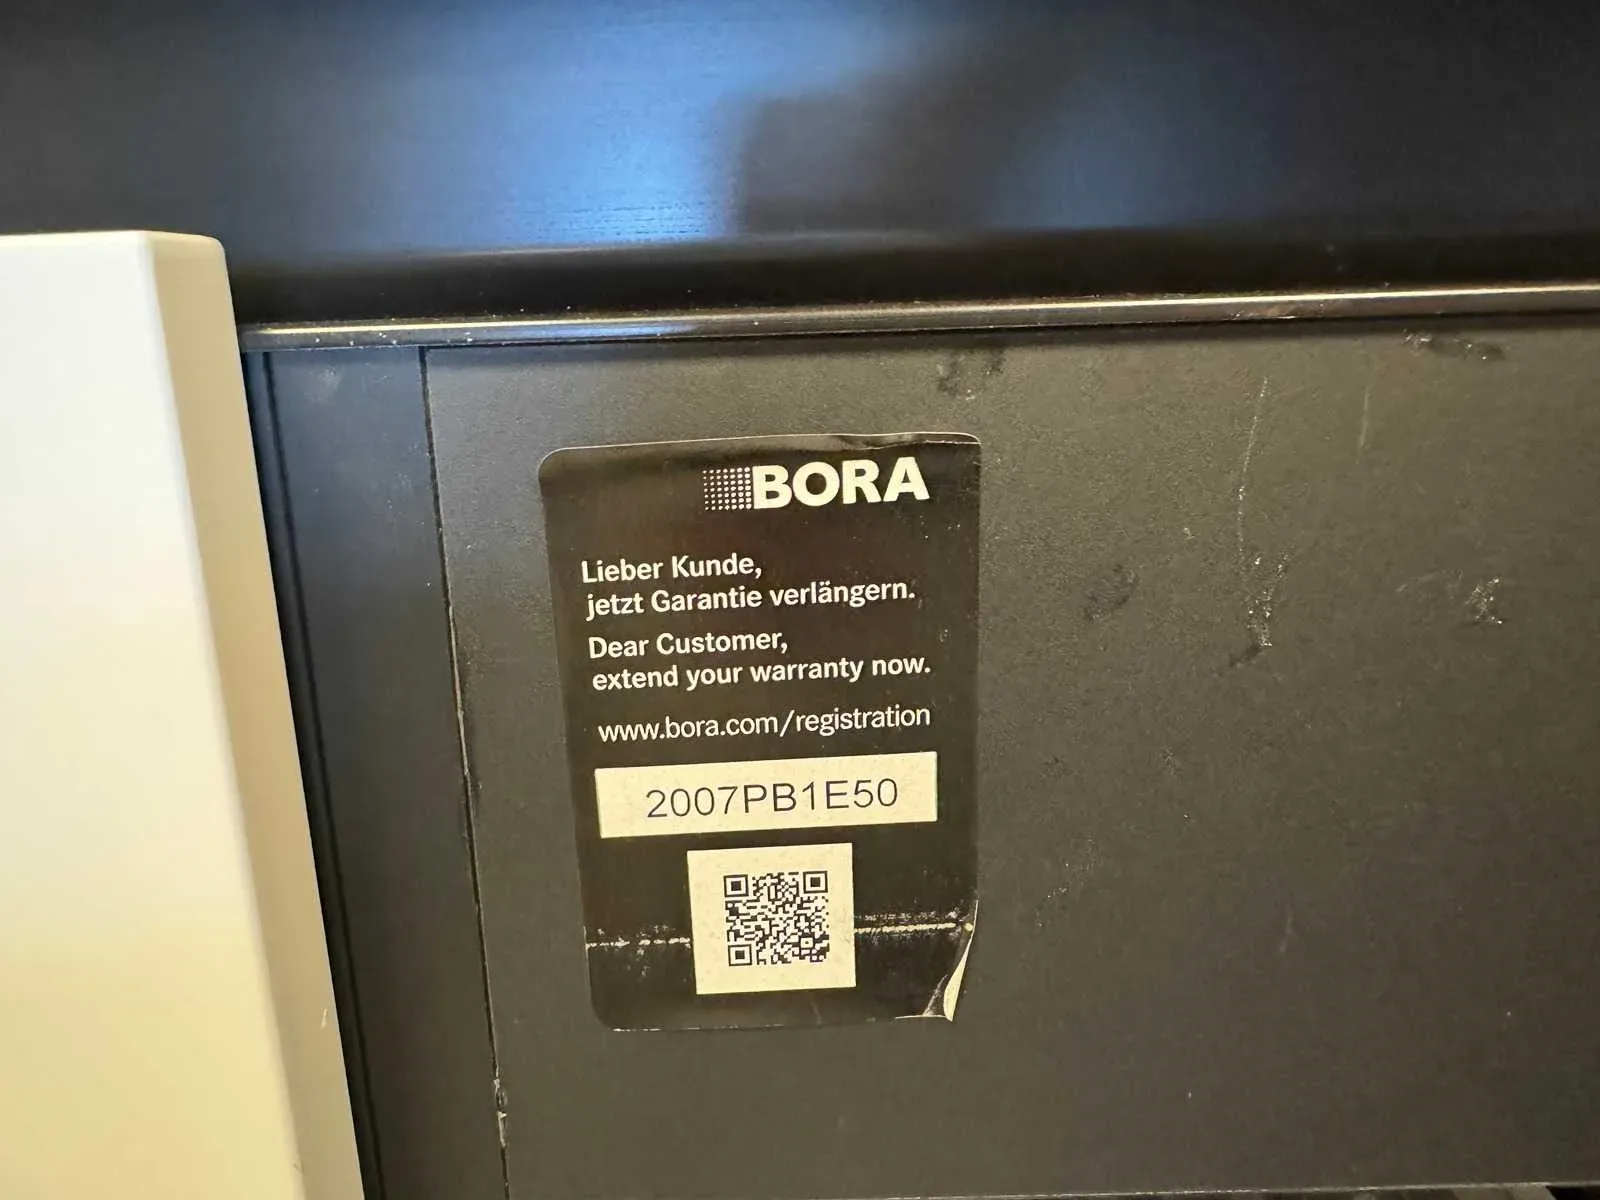 BORA
Lieber Kunde,
jetzt Garantie verlängern.
Dear Customer,
extend your warranty now.
www.bora.com/registration
2007PB1E50